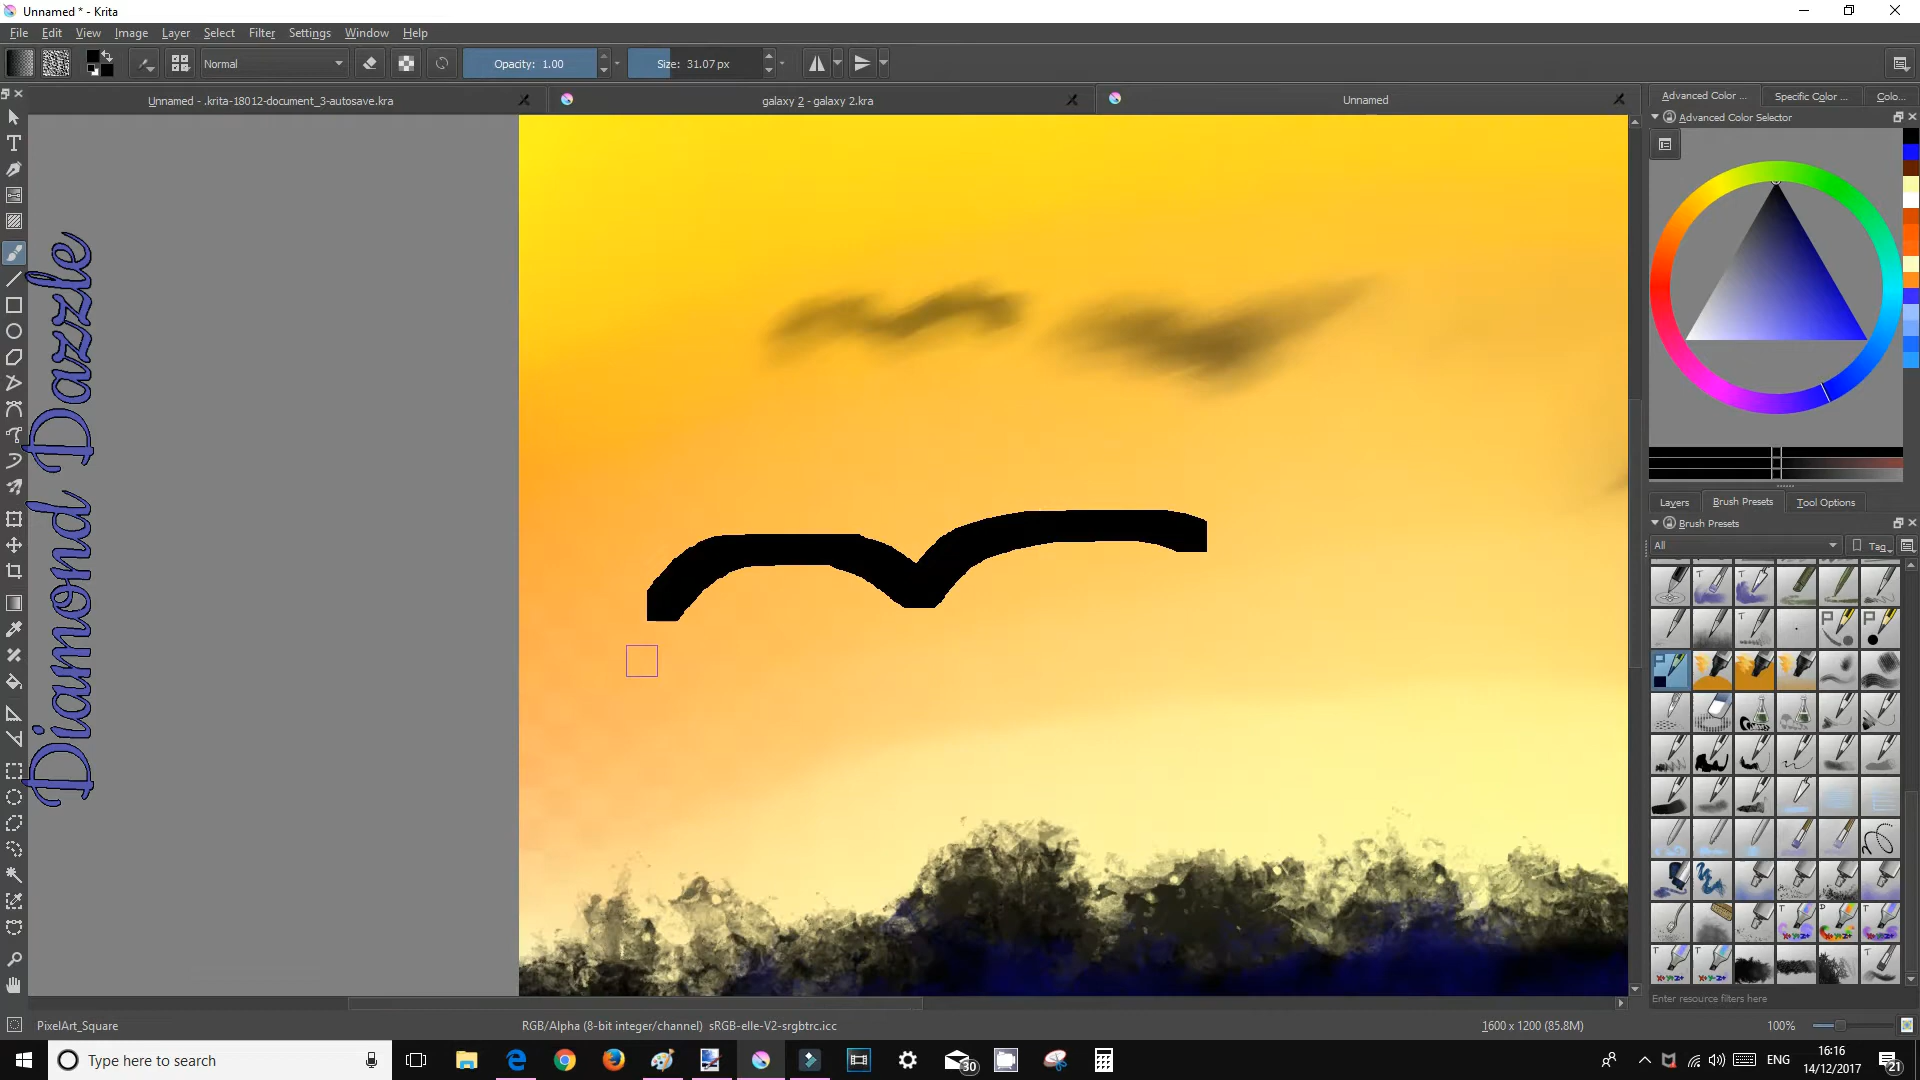 Unnamed * - Krita
File Edit View Image Layer Select Filter Settings Window Help
Normal Opacity: 1.00 Size: 31.07 px
Unnamed - .krita-18012-document_3-autosave.kra galaxy 2 - galaxy 2.kra Unnamed
Advanced Color ... Specific Color ... Colo...
Advanced Color Selector
Diamond Dazzle
Layers Brush Presets Tool Options
Brush Presets
All Tag
Enter resource filters here
PixelArt_Square RGB/Alpha (8-bit integer/channel) sRGB-elle-V2-srgbtrc.icc 1600 x 1200 (85.8M) 100%
Type here to search 30 ENG 16:16
14/12/2017 21